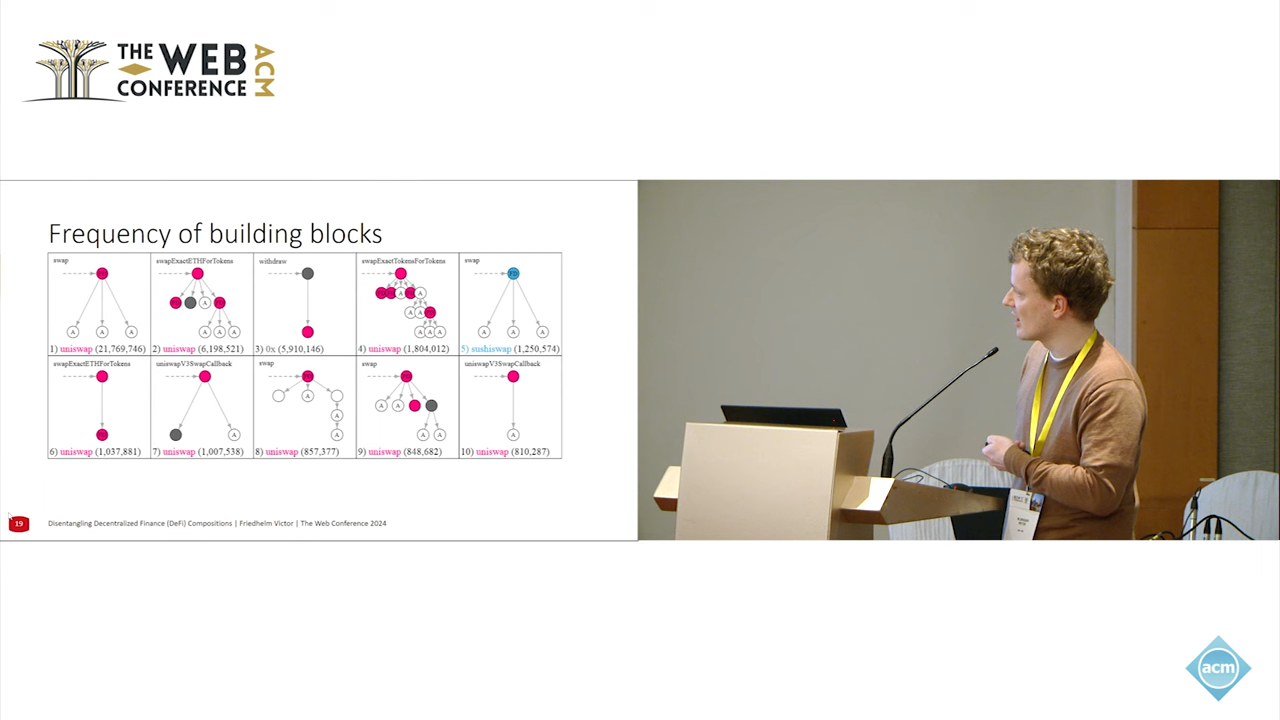 THE WEB
CONFERENCE
ACM
Frequency of building blocks
swap
swapExactETHForTokens
withdraw
swapExactTokensForTokens
swap
A A A
A
A A A
A A
A A
A A A
A A A
1) uniswap (21,769,746)
2) uniswap (6,198,521)
3) 0x (5,910,146)
4) uniswap (1,804,012)
5) sushiswap (1,250,574)
swapExactETHForTokens
uniswapV3SwapCallback
swap
swap
uniswapV3SwapCallback
A
A
A
A
A A
A A
A
6) uniswap (1,037,881)
7) uniswap (1,007,538)
8) uniswap (857,377)
9) uniswap (848,682)
10) uniswap (810,287)
19
Disentangling Decentralized Finance (DeFi) Compositions | Friedhelm Victor | The Web Conference 2024
acm